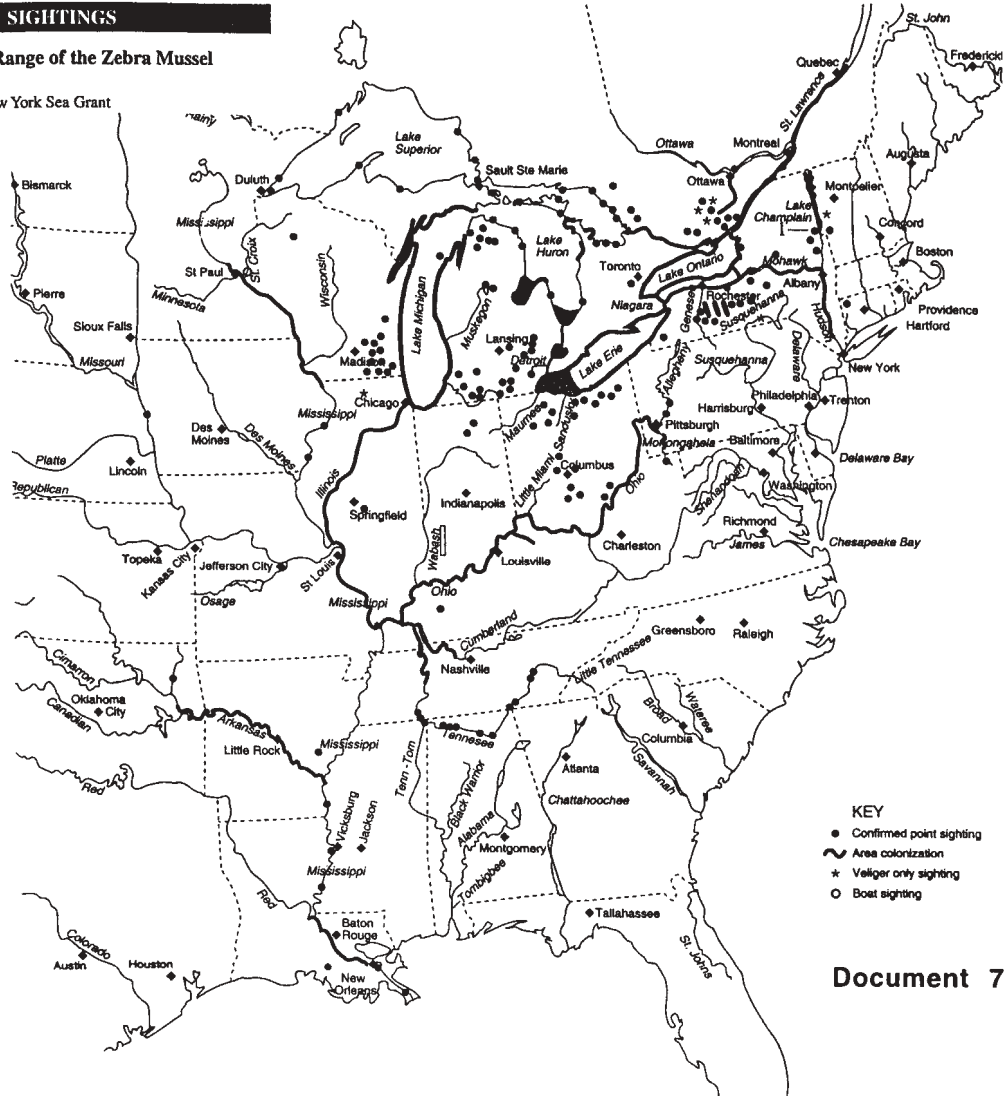 SIGHTINGS
Range of the Zebra Mussel
w York Sea Grant
St. John
Frederick
Quebec
St. Lawrence
Rainy
Lake
Superior
Ottawa
Montreal
Augusta
Sault Ste Marie
Duluth
Bismarck
Ottawa
Montpelier
Lake
Champlain
Mississippi
Concord
Lake
Huron
Boston
St Paul
St. Croix
Wisconsin
Toronto
Lake Ontario
Mohawk
Albany
Pierre
Minnesota
Lake Michigan
Muskegon
Niagara
Rochester
Genese
Susquehanna
Hudson
Providence
Hartford
Sioux Falls
Missouri
Madison
Lansing
Detroit
Lake Erie
Allegheny
Susquehanna
Delaware
New York
Chicago
Mississippi
Maumee
Sandusky
Philadelphia
Trenton
Harrisburg
Pittsburgh
Des
Moines
Des Moines
Monongahela
Baltimore
Platte
Lincoln
Illinois
Columbus
Delaware Bay
Republican
Little Miami
Ohio
Shenandoah
Washington
Indianapolis
Springfield
Richmond
James
Chesapeake Bay
Topeka
Kansas City
Jefferson City
St Louis
Wabash
Louisville
Charleston
Osage
Mississippi
Ohio
Cumberland
Greensboro
Raleigh
Nashville
Little Tennessee
Cimarron
Oklahoma
City
Canadian
Broad
Wateree
Arkansas
Little Rock
Mississippi
Tennessee
Columbia
Tenn-Tom
Atlanta
Savannah
Red
Black Warrior
Chattahoochee
Vicksburg
Jackson
Alabama
Montgomery
Mississippi
Tombigbee
Red
KEY
Confirmed point sighting
Area colonization
Veliger only sighting
Boat sighting
Baton
Rouge
Tallahassee
Colorado
Austin
Houston
New
Orleans
St. Johns
Document 7